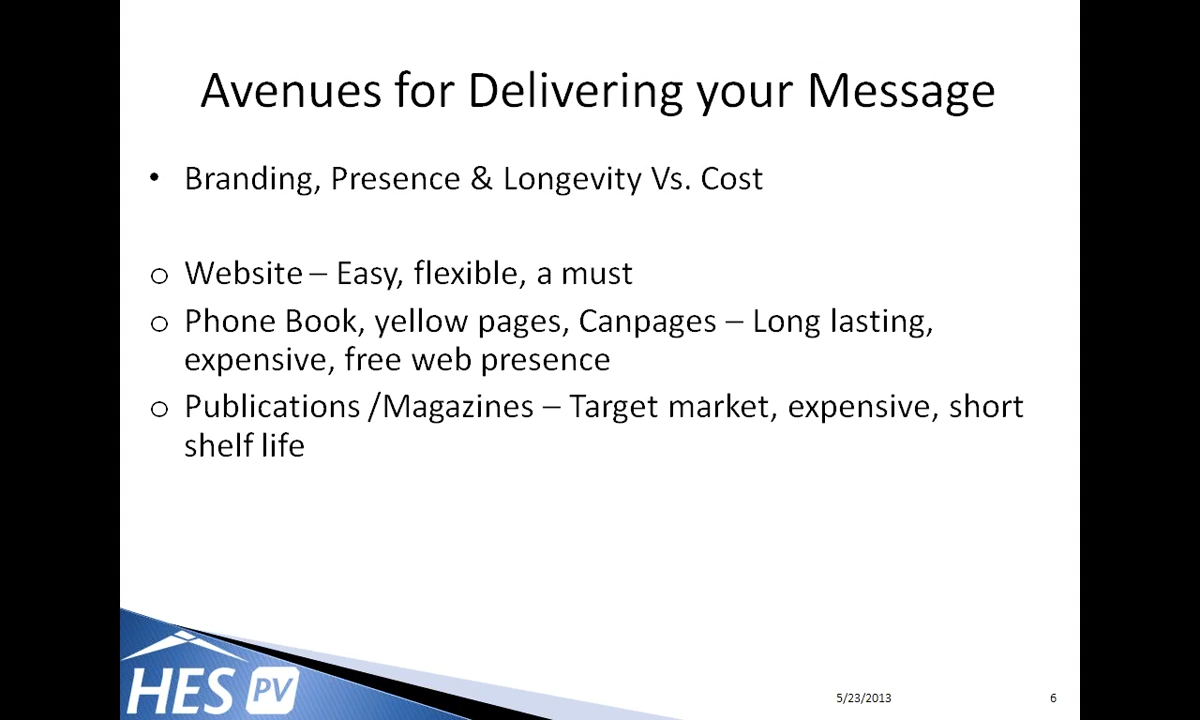 Avenues for Delivering your Message
• Branding, Presence & Longevity Vs. Cost
o Website – Easy, flexible, a must
o Phone Book, yellow pages, Canpages – Long lasting,
expensive, free web presence
o Publications /Magazines – Target market, expensive, short
shelf life
HES PV
5/23/2013
6